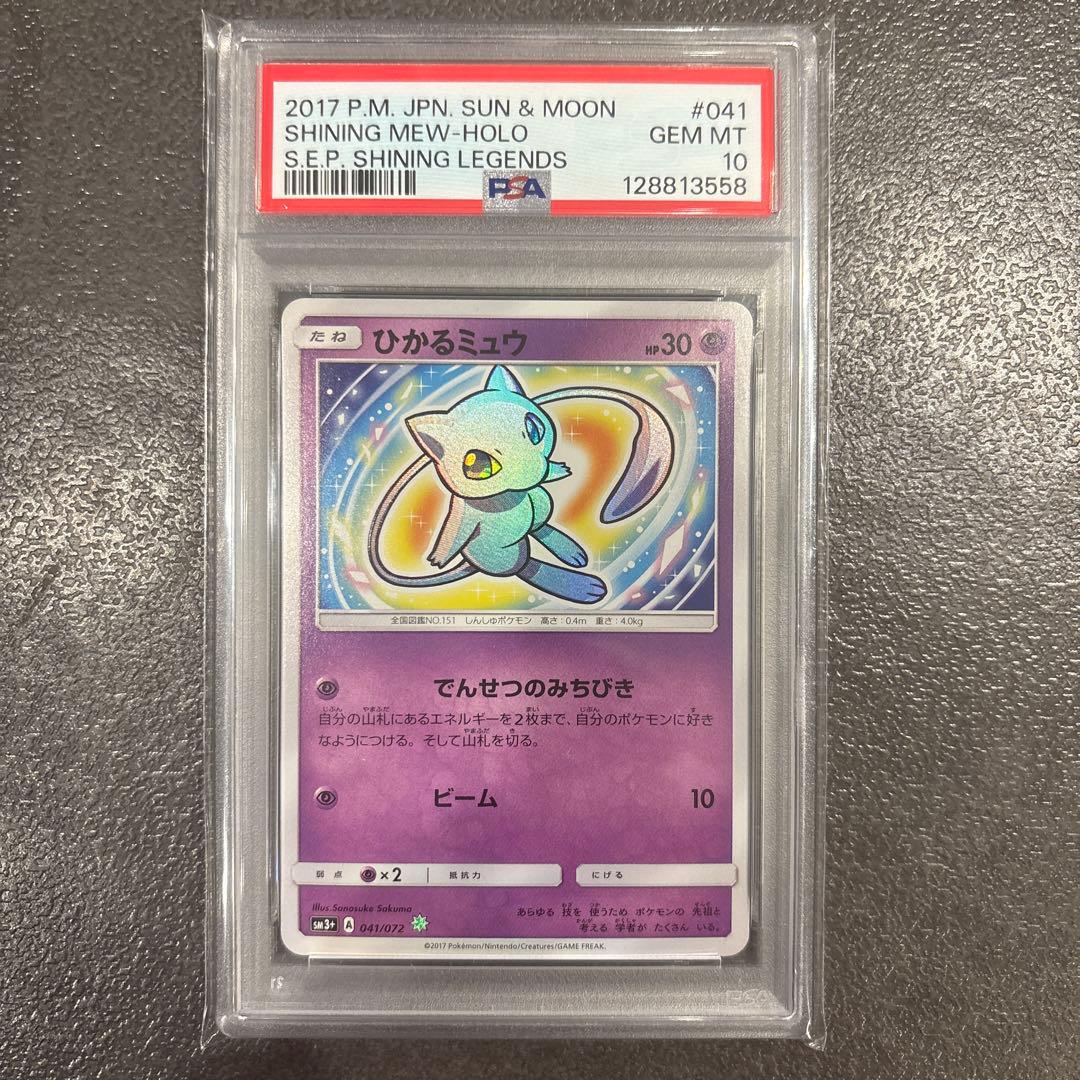 2017 P.M. JPN. SUN & MOON #041
SHINING MEW-HOLO GEM MT
S.E.P. SHINING LEGENDS 10
PSA 128813558
たね ひかるミュウ HP30
全国図鑑NO.151 しんしゅポケモン 高さ:0.4m 重さ:4.0kg
でんせつのみちびき
自分の山札にあるエネルギーを2枚まで、自分のポケモンに好き
なようにつける。そして山札を切る。
ビーム 10
弱点 ×2 抵抗力 にげる
Illus.Sanosuke Sakuma
あらゆる 技を 使うため ポケモンの 先祖と
考える 学者が たくさん いる。
SM3+ A 041/072
©2017 Pokémon/Nintendo/Creatures/GAME FREAK.
PSA